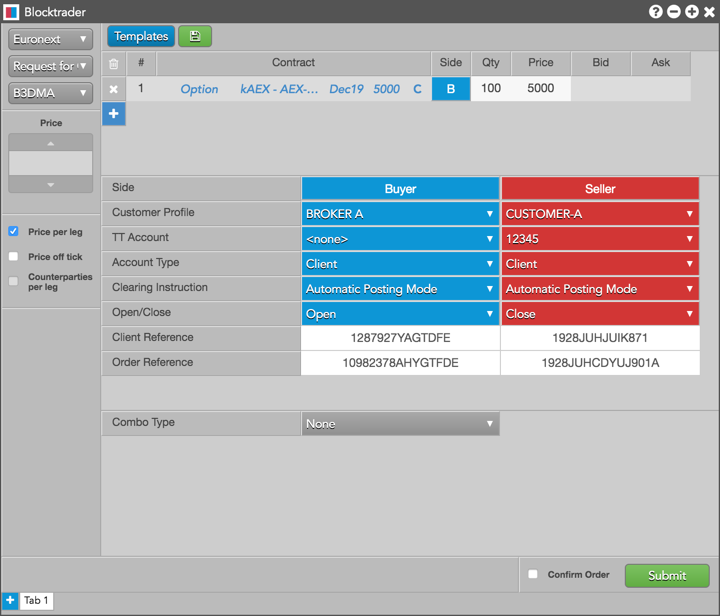 Blocktrader
Euronext
Request for
B3DMA
Price
Price per leg
Price off tick
Counterparties
per leg
Templates
# Contract Side Qty Price Bid Ask
1 Option kAEX - AEX-... Dec19 5000 C B 100 5000
Side Buyer Seller
Customer Profile BROKER A CUSTOMER-A
TT Account <none> 12345
Account Type Client Client
Clearing Instruction Automatic Posting Mode Automatic Posting Mode
Open/Close Open Close
Client Reference 1287927YAGTDFE 1928JUHJUIK871
Order Reference 10982378AHYGTFDE 1928JUHCDYUJ901A
Combo Type None
Confirm Order Submit
Tab 1